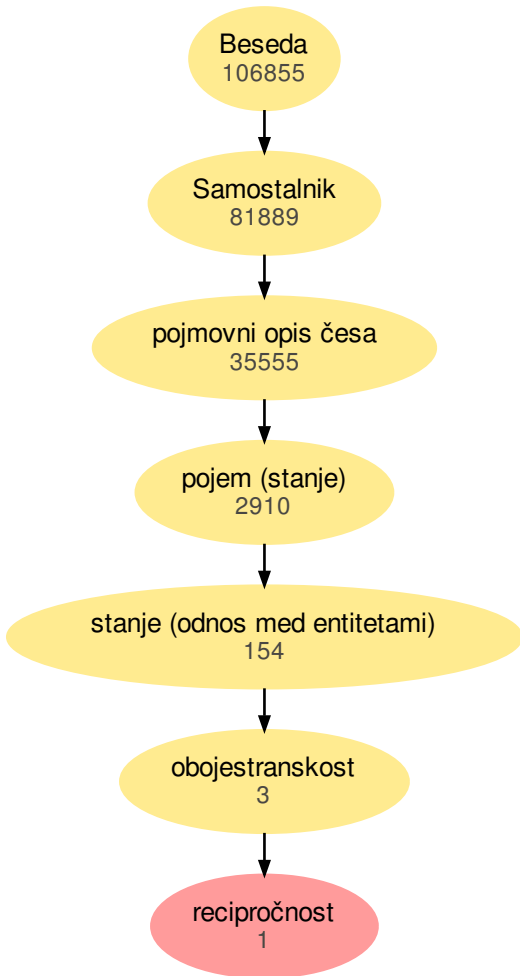 Beseda
106855
Samostalnik
81889
pojmovni opis česa
35555
pojem (stanje)
2910
stanje (odnos med entitetami)
154
obojestranskost
3
recipročnost
1